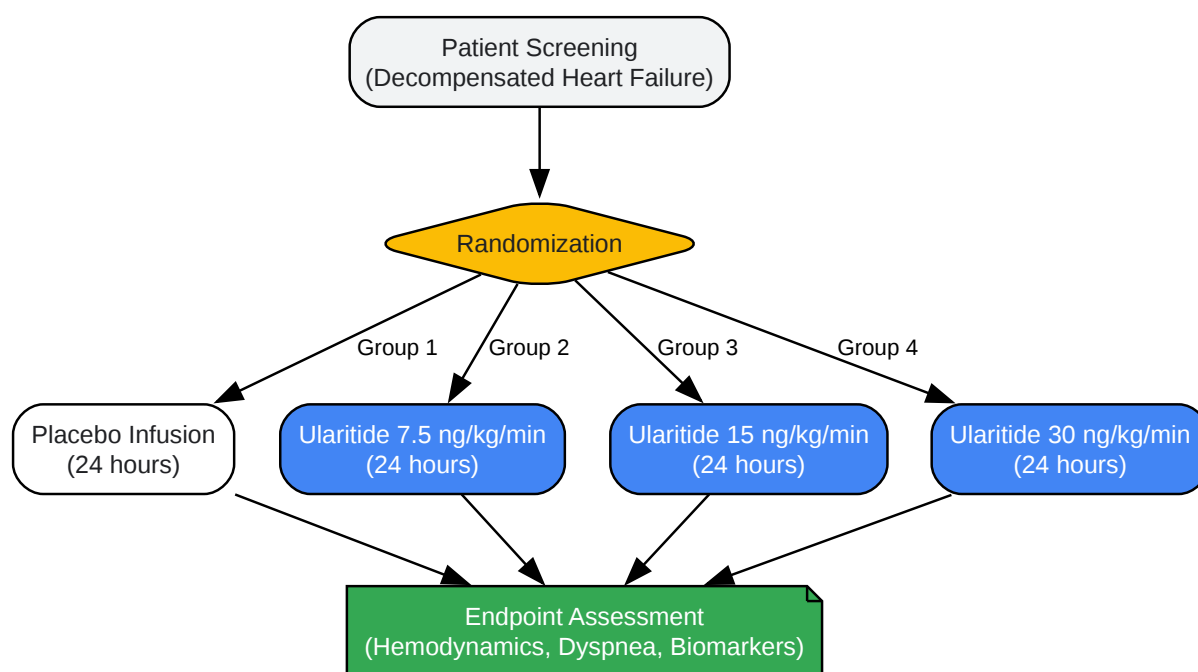 Patient Screening
(Decompensated Heart Failure)
Randomization
Group 1
Group 2
Group 3
Group 4
Placebo Infusion
(24 hours)
Ularitide 7.5 ng/kg/min
(24 hours)
Ularitide 15 ng/kg/min
(24 hours)
Ularitide 30 ng/kg/min
(24 hours)
Endpoint Assessment
(Hemodynamics, Dyspnea, Biomarkers)